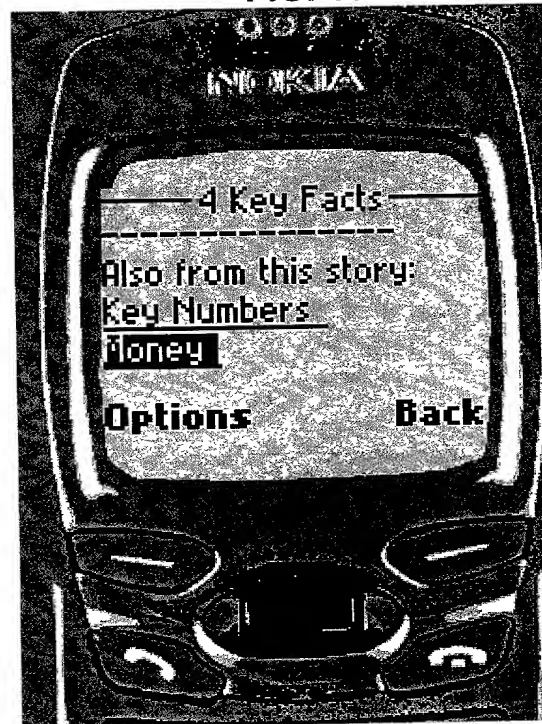 NOKIA
4 Key Facts
Also from this story:
Key Numbers
Money
Options Back